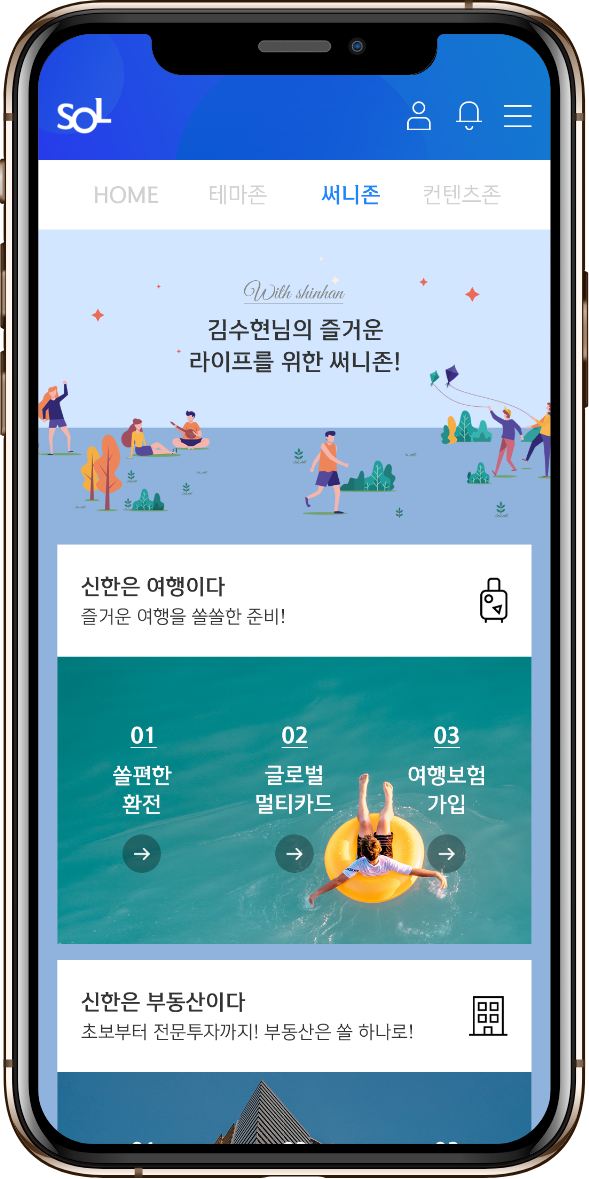 SOL
HOME 테마존 써니존 컨텐츠존
With shinhan
김수현님의 즐거운
라이프를 위한 써니존!
신한은 여행이다
즐거운 여행을 쏠쏠한 준비!
01 02 03
쏠편한 글로벌 여행보험
환전 멀티카드 가입
신한은 부동산이다
초보부터 전문투자까지! 부동산은 쏠 하나로!